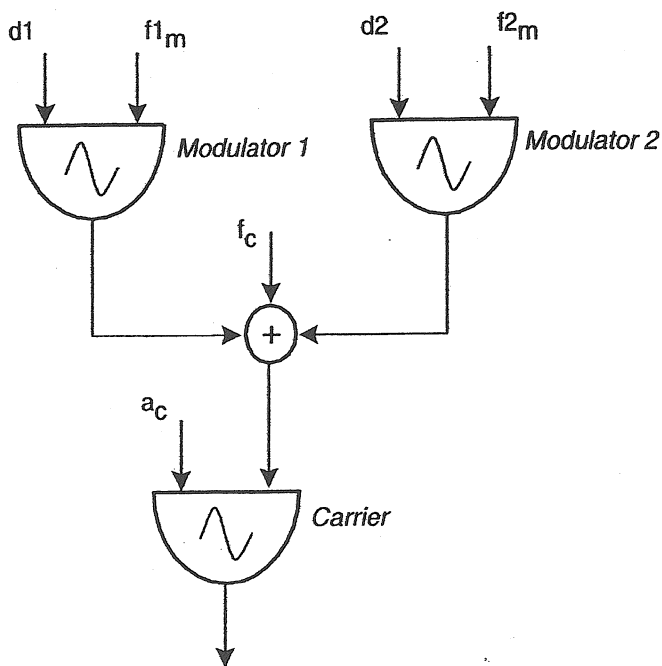 d1 f1m d2 f2m
Modulator 1 Modulator 2
fc
+
ac
Carrier